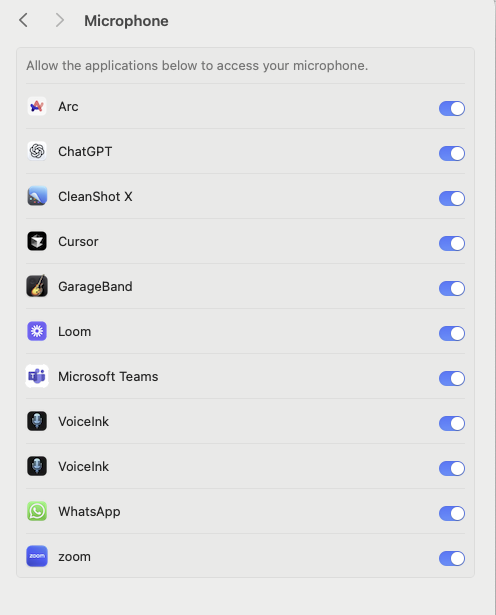 Microphone
Allow the applications below to access your microphone.
Arc
ChatGPT
CleanShot X
Cursor
GarageBand
Loom
Microsoft Teams
VoiceInk
VoiceInk
WhatsApp
zoom zoom